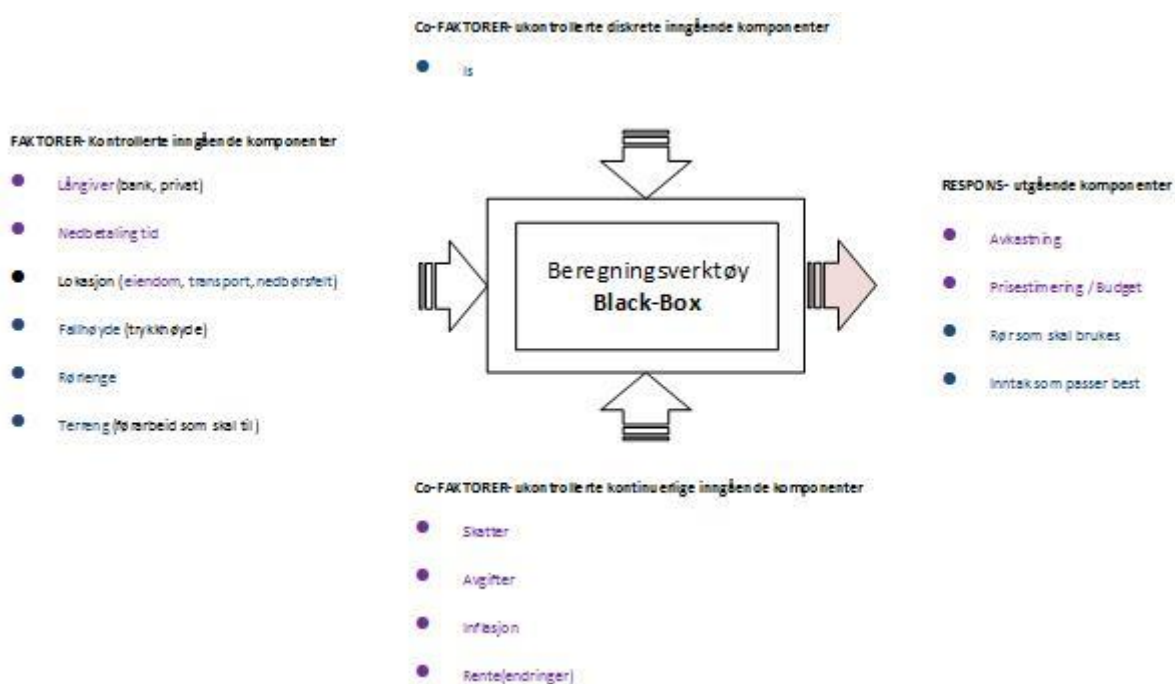 Co-FAKTORER- ukontrollerte diskrete inngående komponenter
Is
FAKTORER- Kontrollerte inngående komponenter
Långiver (bank, privat)
Nedbetaling tid
Lokasjon (eiendom, transport, nedbørsfelt)
Fallhøyde (trykkhøyde)
Rørlenge
Terreng (førarbeid som skal til)
Beregningsverktøy
Black-Box
RESPONS- utgående komponenter
Avkastning
Prisestimering / Budget
Rør som skal brukes
Inntak som passer best
Co-FAKTORER- ukontrollerte kontinuerlige inngående komponenter
Skatter
Avgifter
Inflasjon
Rente(endringer)